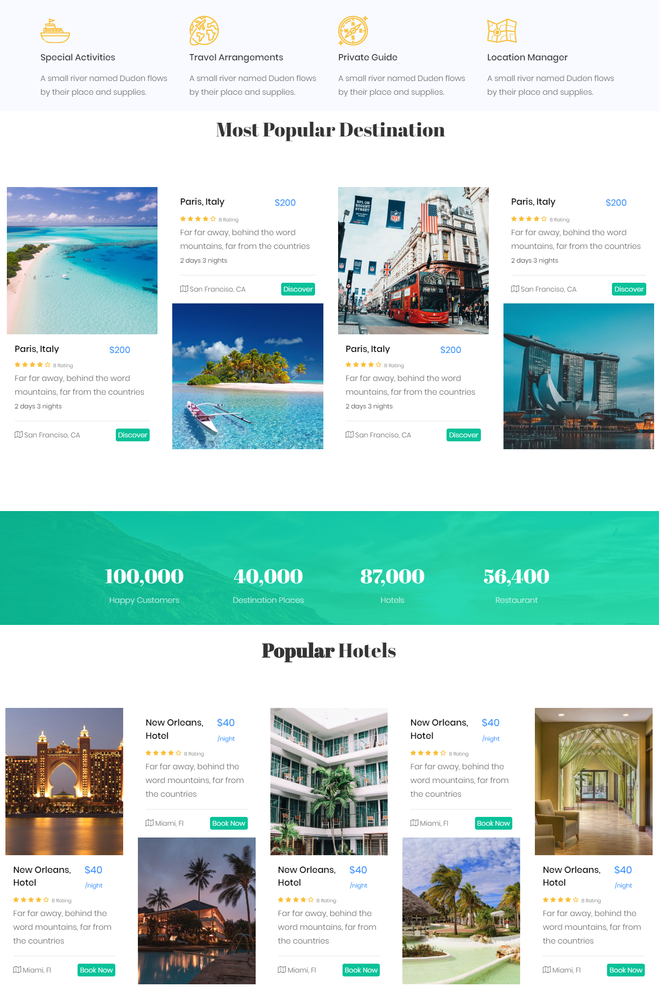 Special Activities
A small river named Duden flows
by their place and supplies.
Travel Arrangements
A small river named Duden flows
by their place and supplies.
Private Guide
A small river named Duden flows
by their place and supplies.
Location Manager
A small river named Duden flows
by their place and supplies.
Most Popular Destination
Paris, Italy
$200
8 Rating
Far far away, behind the word
mountains, far from the countries
2 days 3 nights
San Franciso, CA
Discover
Paris, Italy
$200
8 Rating
Far far away, behind the word
mountains, far from the countries
2 days 3 nights
San Franciso, CA
Discover
NFL ON
REGENT
STREET
NFL
23
Paris, Italy
$200
8 Rating
Far far away, behind the word
mountains, far from the countries
2 days 3 nights
San Franciso, CA
Discover
Paris, Italy
$200
8 Rating
Far far away, behind the word
mountains, far from the countries
2 days 3 nights
San Franciso, CA
Discover
100,000
Happy Customers
40,000
Destination Places
87,000
Hotels
56,400
Restaurant
Popular Hotels
New Orleans,
Hotel
$40
/night
8 Rating
Far far away, behind the
word mountains, far from
the countries
Miami, Fl
Book Now
New Orleans,
Hotel
$40
/night
8 Rating
Far far away, behind the
word mountains, far from
the countries
Miami, Fl
Book Now
New Orleans,
Hotel
$40
/night
8 Rating
Far far away, behind the
word mountains, far from
the countries
Miami, Fl
Book Now
New Orleans,
Hotel
$40
/night
8 Rating
Far far away, behind the
word mountains, far from
the countries
Miami, Fl
Book Now
New Orleans,
Hotel
$40
/night
8 Rating
Far far away, behind the
word mountains, far from
the countries
Miami, Fl
Book Now